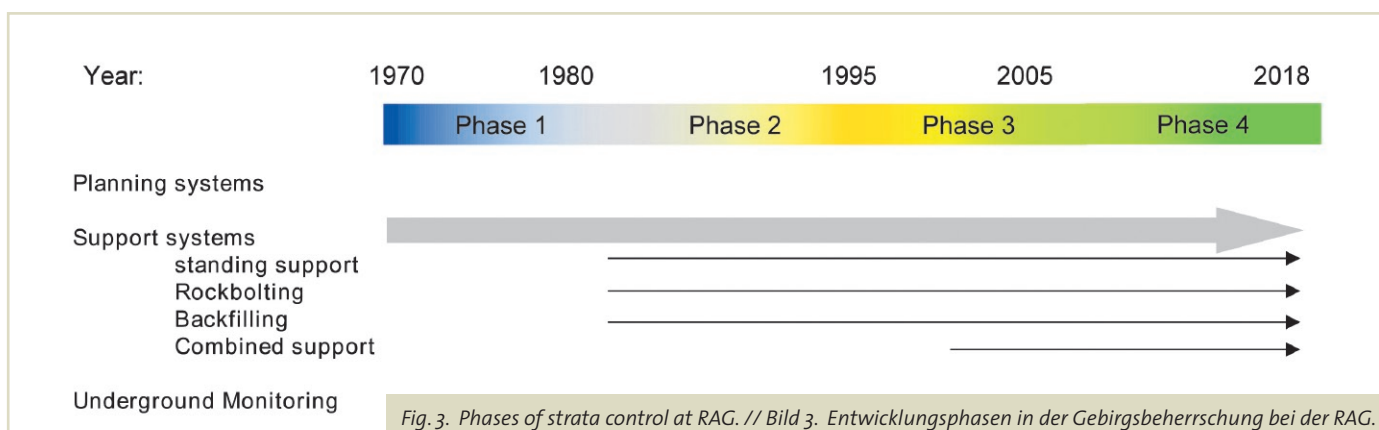 Year: 1970 1980 1995 2005 2018
Phase 1 Phase 2 Phase 3 Phase 4
Planning systems
Support systems
standing support
Rockbolting
Backfilling
Combined support
Underground Monitoring
Fig. 3. Phases of strata control at RAG. // Bild 3. Entwicklungsphasen in der Gebirgsbeherrschung bei der RAG.